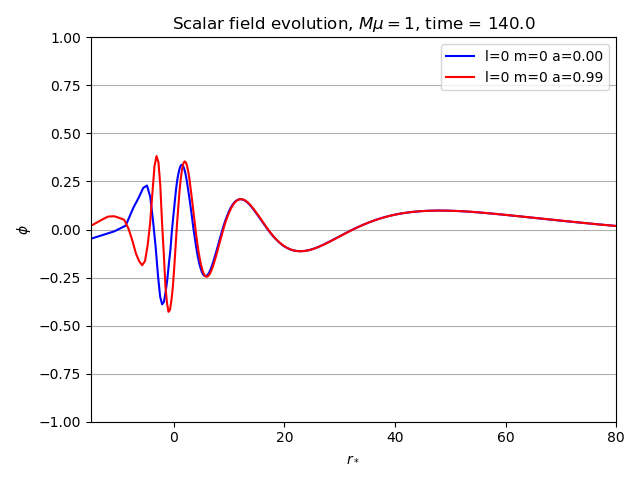 Scalar field evolution, Mμ = 1, time = 140.0
l=0 m=0 a=0.00
l=0 m=0 a=0.99
1.00
0.75
0.50
0.25
0.00
−0.25
−0.50
−0.75
−1.00
ϕ
0 20 40 60 80
r*